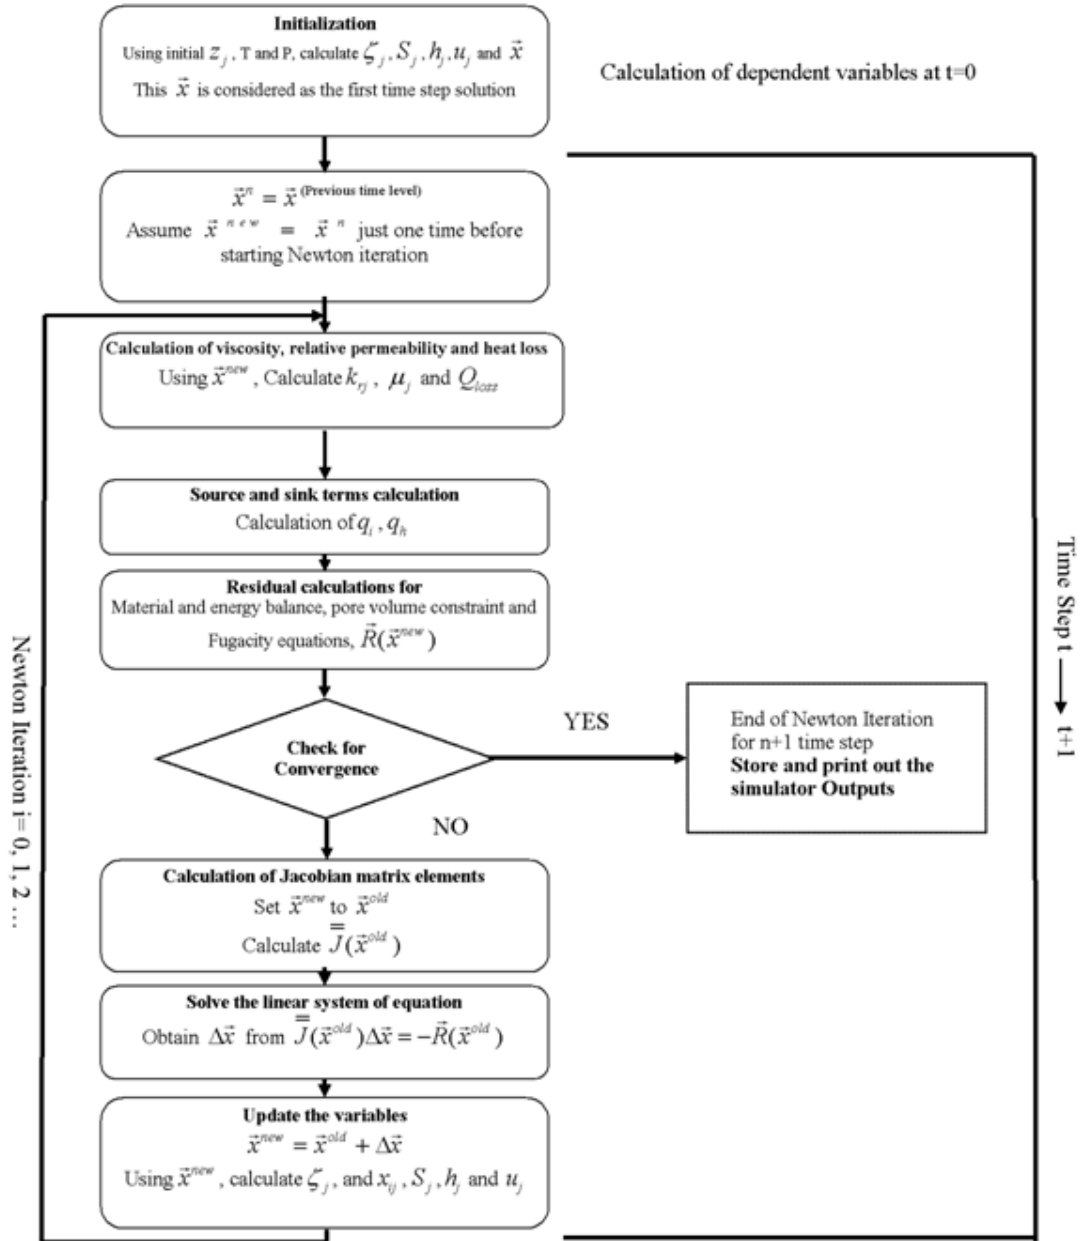 Initialization
Using initial z_j , T and P, calculate ζ_j , S_j , h_j , u_j and x⃗
This x⃗ is considered as the first time step solution
Calculation of dependent variables at t=0
x⃗^n = x⃗ ^(Previous time level)
Assume x⃗ ^new = x⃗ ^n just one time before
starting Newton iteration
Calculation of viscosity, relative permeability and heat loss
Using x⃗^new , Calculate k_rj , μ_j and Q_loss
Source and sink terms calculation
Calculation of q_i , q_h
Residual calculations for
Material and energy balance, pore volume constraint and
Fugacity equations, R⃗(x⃗^new)
Check for
Convergence
YES
End of Newton Iteration
for n+1 time step
Store and print out the
simulator Outputs
NO
Calculation of Jacobian matrix elements
Set x⃗^new to x⃗^old
Calculate J̿(x⃗^old)
Solve the linear system of equation
Obtain Δx⃗ from J̿(x⃗^old)Δx⃗ = −R⃗(x⃗^old)
Update the variables
x⃗^new = x⃗^old + Δx⃗
Using x⃗^new , calculate ζ_j , and x_ij , S_j , h_j and u_j
Newton Iteration i= 0, 1, 2 …
Time Step t → t+1